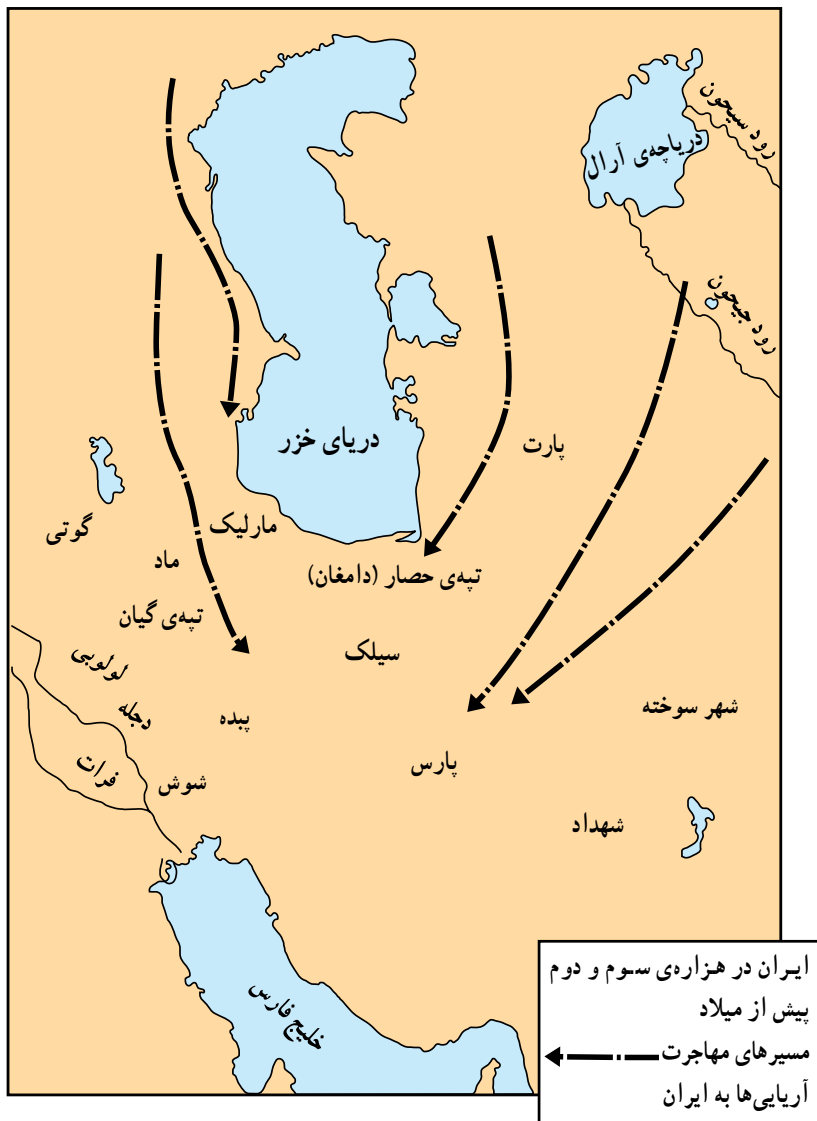 رود سیحون
دریاچه‌ی آرال
رود جیحون
دریای خزر
پارت
مارلیک
گوتی
ماد
تپه‌ی حصار (دامغان)
تپه‌ی گیان
سیلک
لولوبی
شهر سوخته
دجله
پبده
پارس
فرات
شوش
شهداد
خلیج فارس
ایران در هزاره‌ی سوم و دوم
پیش از میلاد
مسیرهای مهاجرت
آریایی‌ها به ایران